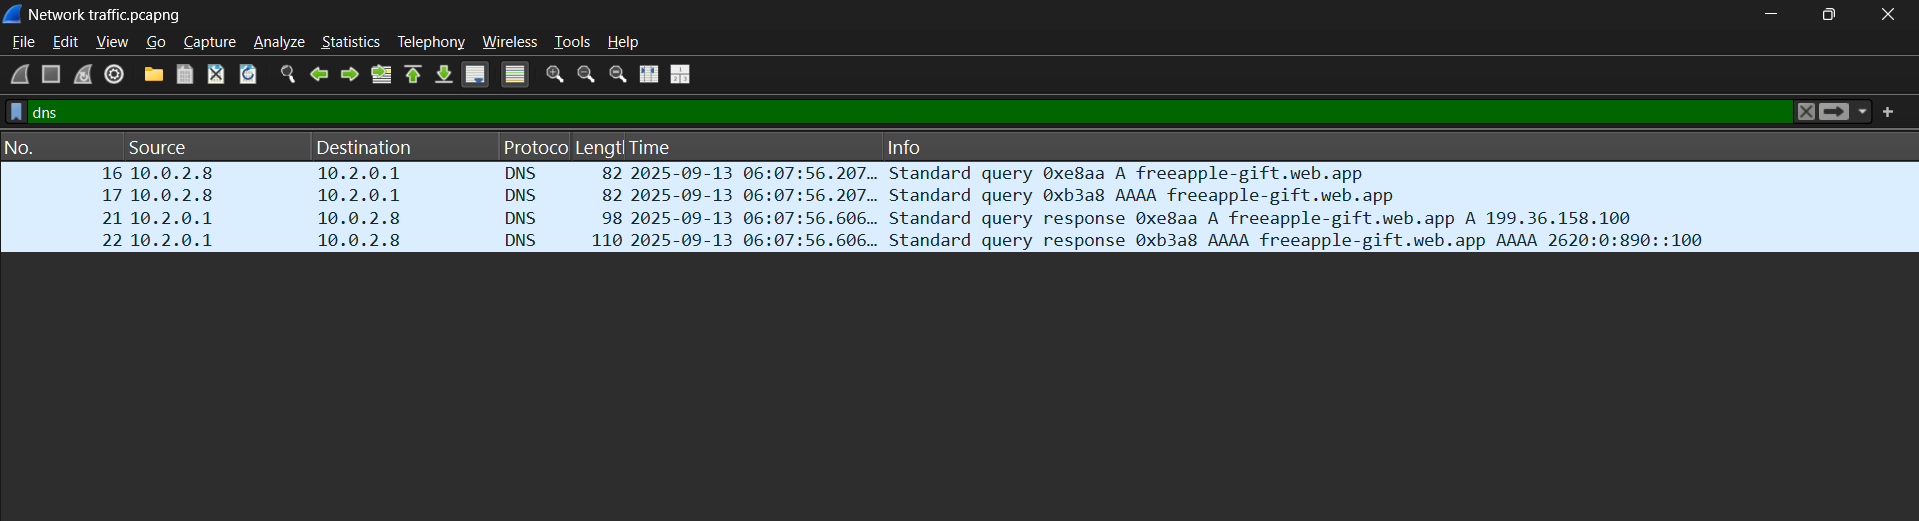 Network traffic.pcapng
File Edit View Go Capture Analyze Statistics Telephony Wireless Tools Help
dns
No. Source Destination Protoco Lengt Time Info
16 10.0.2.8 10.2.0.1 DNS 82 2025-09-13 06:07:56.207… Standard query 0xe8aa A freeapple-gift.web.app
17 10.0.2.8 10.2.0.1 DNS 82 2025-09-13 06:07:56.207… Standard query 0xb3a8 AAAA freeapple-gift.web.app
21 10.2.0.1 10.0.2.8 DNS 98 2025-09-13 06:07:56.606… Standard query response 0xe8aa A freeapple-gift.web.app A 199.36.158.100
22 10.2.0.1 10.0.2.8 DNS 110 2025-09-13 06:07:56.606… Standard query response 0xb3a8 AAAA freeapple-gift.web.app AAAA 2620:0:890::100